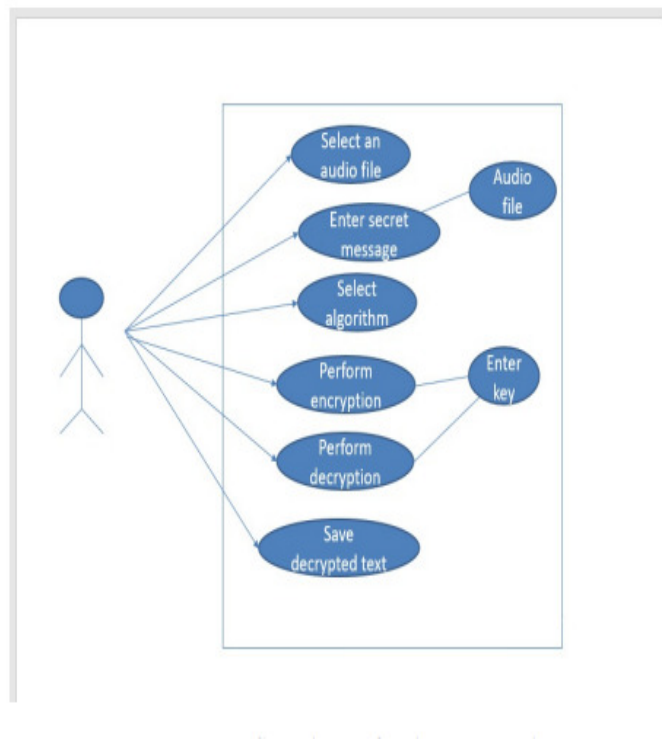 Select an
audio file
Audio
file
Enter secret
message
Select
algorithm
Perform
encryption
Enter
key
Perform
decryption
Save
decrypted text